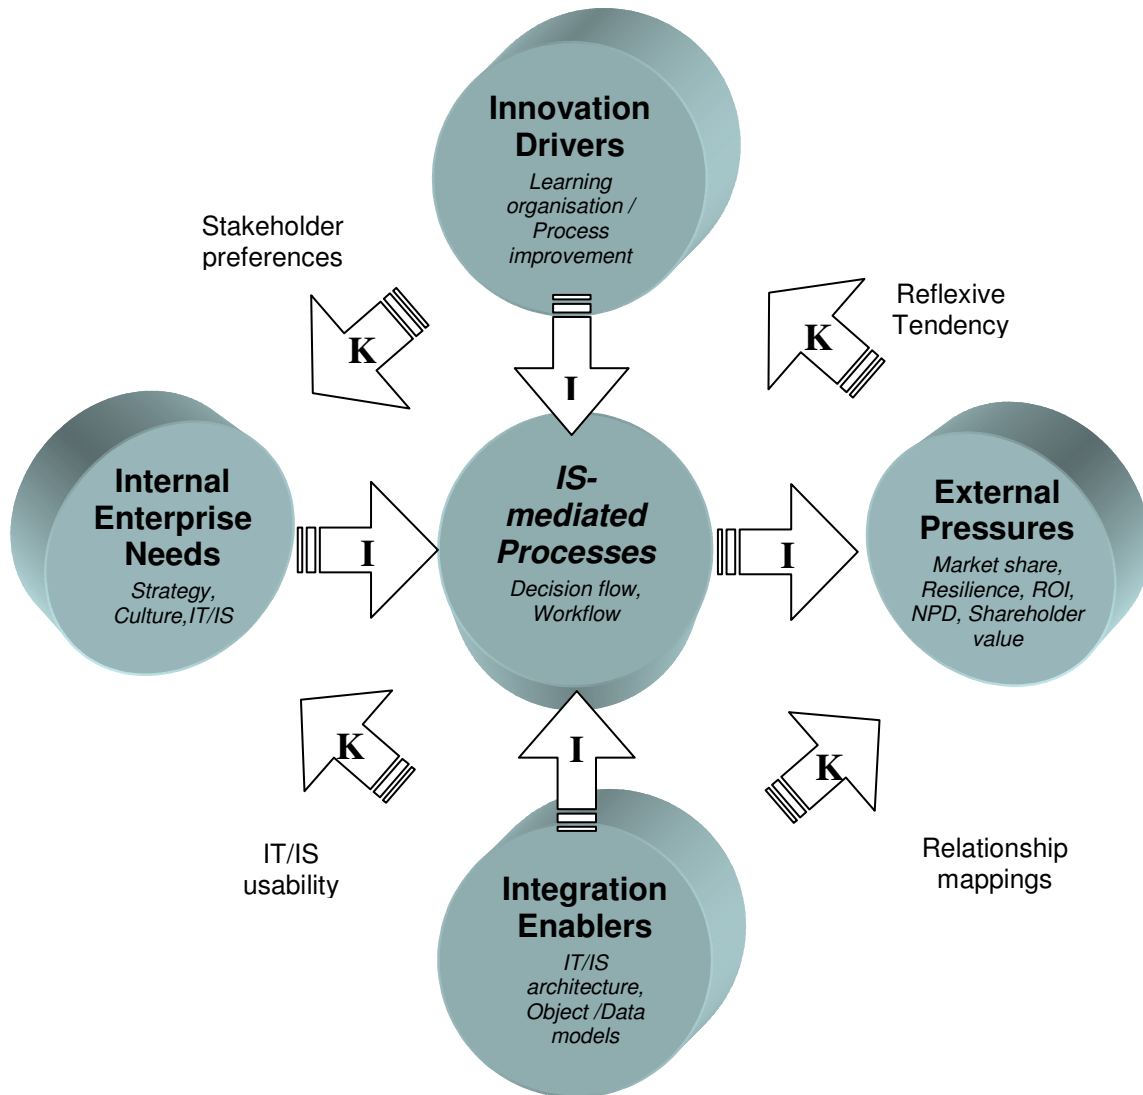 Innovation
Drivers
Learning
organisation /
Process
improvement
Stakeholder
preferences
K
Reflexive
Tendency
K
I
Internal
Enterprise
Needs
Strategy,
Culture,IT/IS
I
IS-
mediated
Processes
Decision flow,
Workflow
I
External
Pressures
Market share,
Resilience, ROI,
NPD, Shareholder
value
K
IT/IS
usability
I
K
Relationship
mappings
Integration
Enablers
IT/IS
architecture,
Object /Data
models